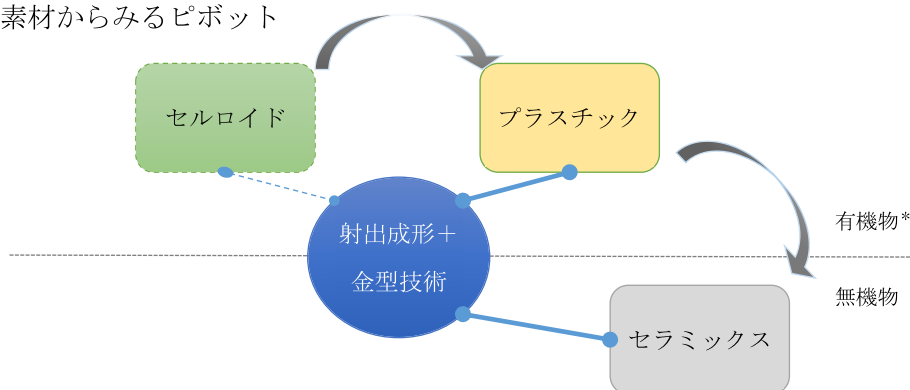 素材からみるピボット
セルロイド
プラスチック
射出成形＋
金型技術
有機物*
無機物
セラミックス